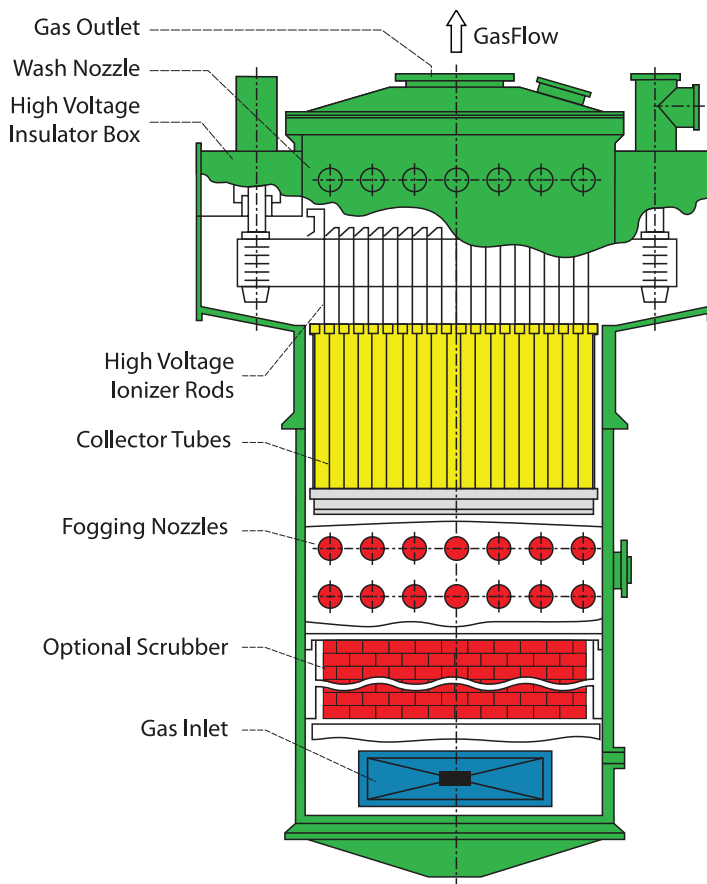 Gas Outlet
GasFlow
Wash Nozzle
High Voltage
Insulator Box
High Voltage
Ionizer Rods
Collector Tubes
Fogging Nozzles
Optional Scrubber
Gas Inlet